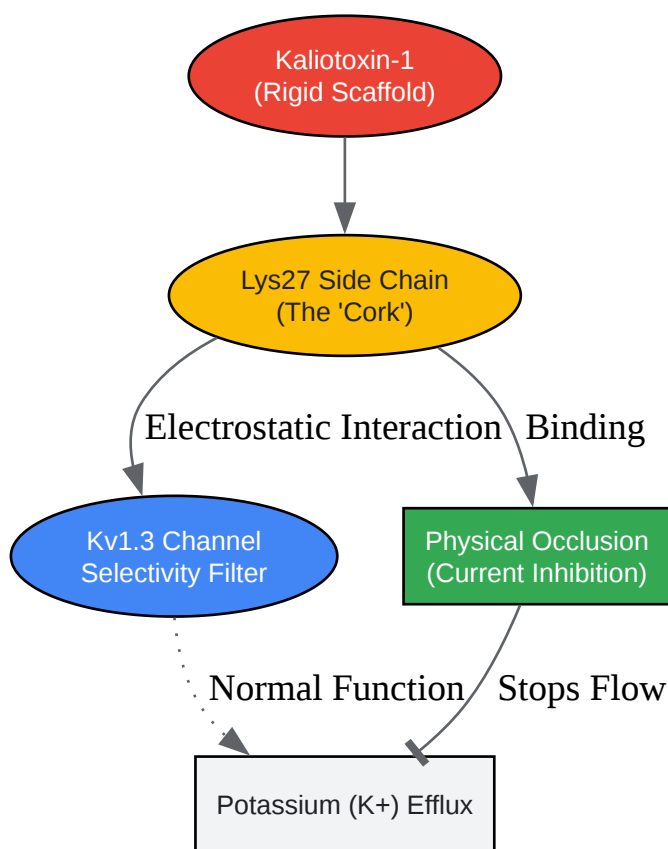 Kaliotoxin-1
(Rigid Scaffold)
Lys27 Side Chain
(The 'Cork')
Electrostatic Interaction
Binding
Kv1.3 Channel
Selectivity Filter
Physical Occlusion
(Current Inhibition)
Normal Function
Stops Flow
Potassium (K+) Efflux